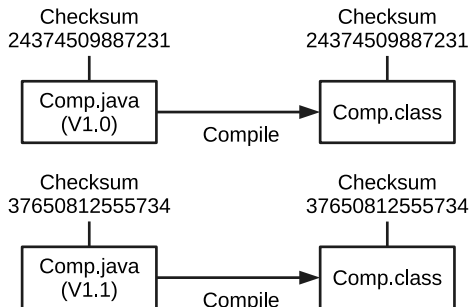 Checksum
24374509887231
Checksum
24374509887231
Comp.java
(V1.0)
Compile
Comp.class
Checksum
37650812555734
Checksum
37650812555734
Comp.java
(V1.1)
Compile
Comp.class